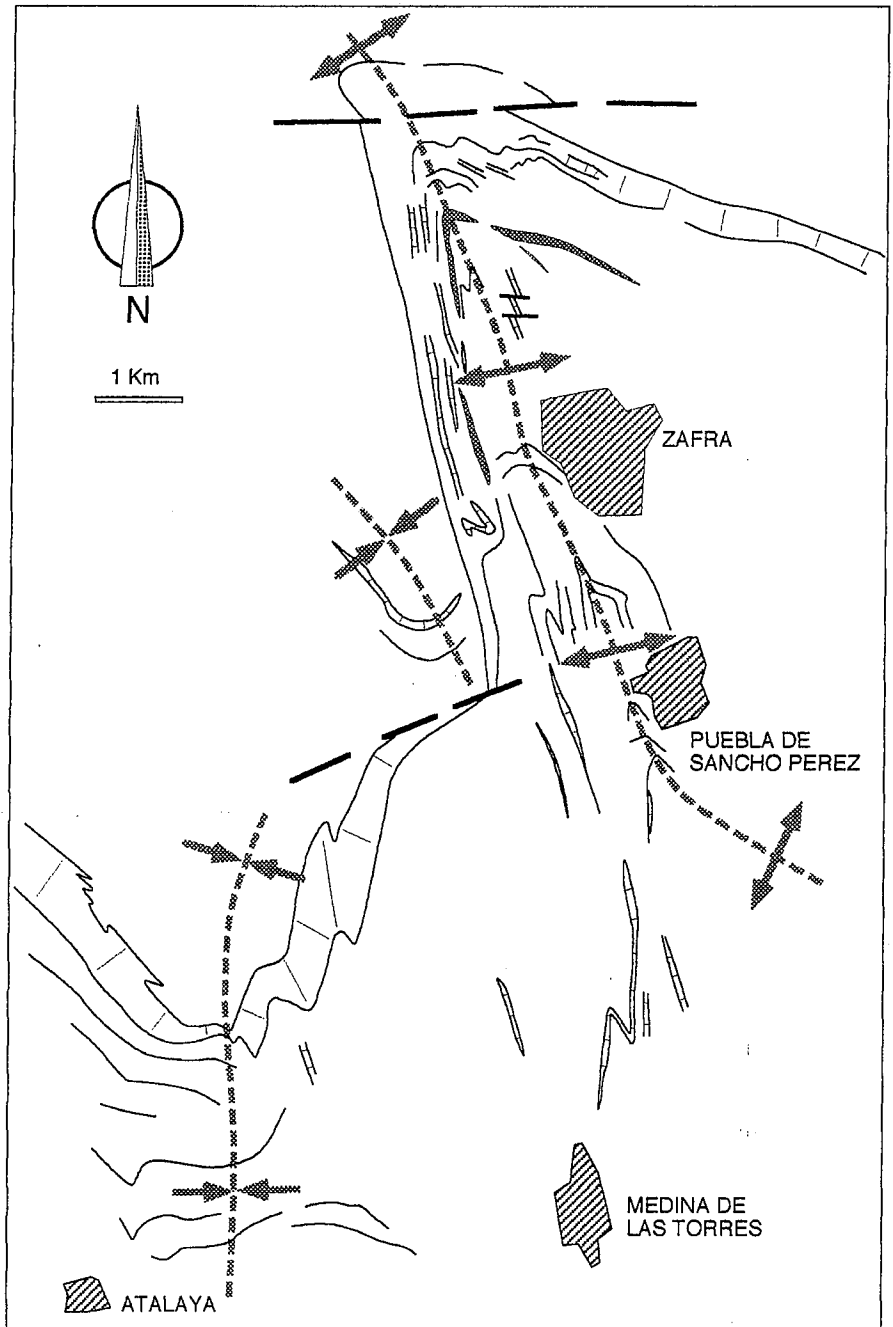 N
1 Km
ZAFRA
PUEBLA DE
SANCHO PEREZ
MEDINA DE
LAS TORRES
ATALAYA